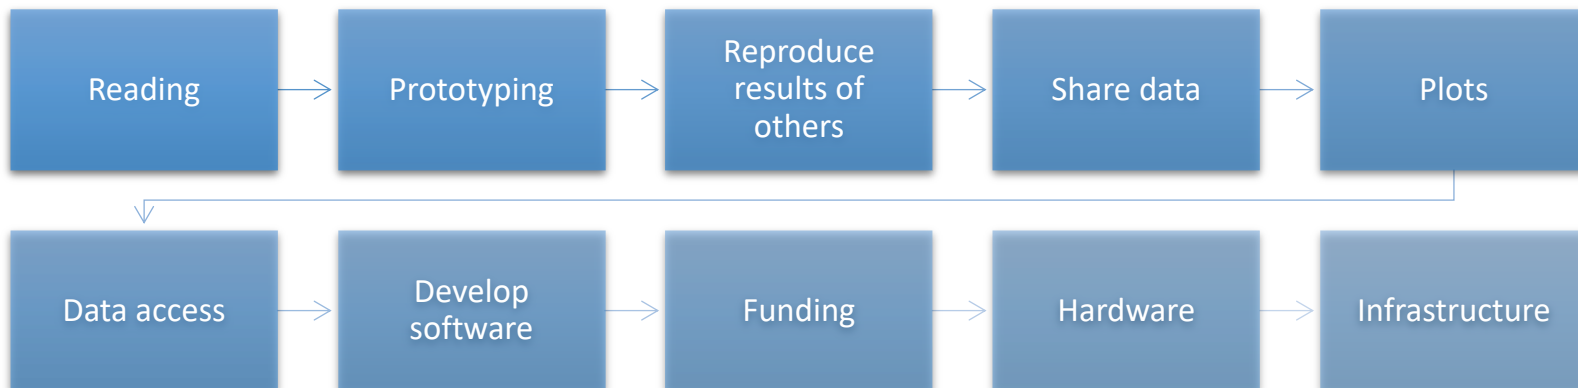 Reading
Prototyping
Reproduce
results of
others
Share data
Plots
Data access
Develop
software
Funding
Hardware
Infrastructure